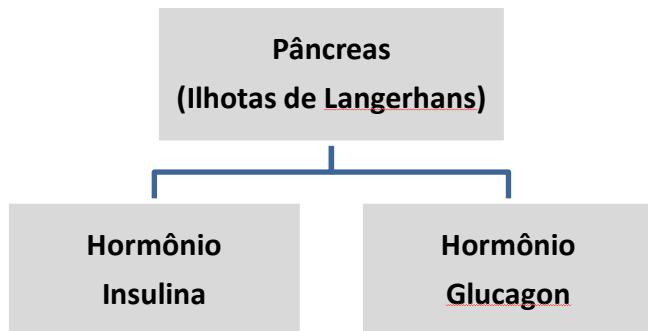 Pâncreas
(Ilhotas de Langerhans)
Hormônio
Insulina
Hormônio
Glucagon